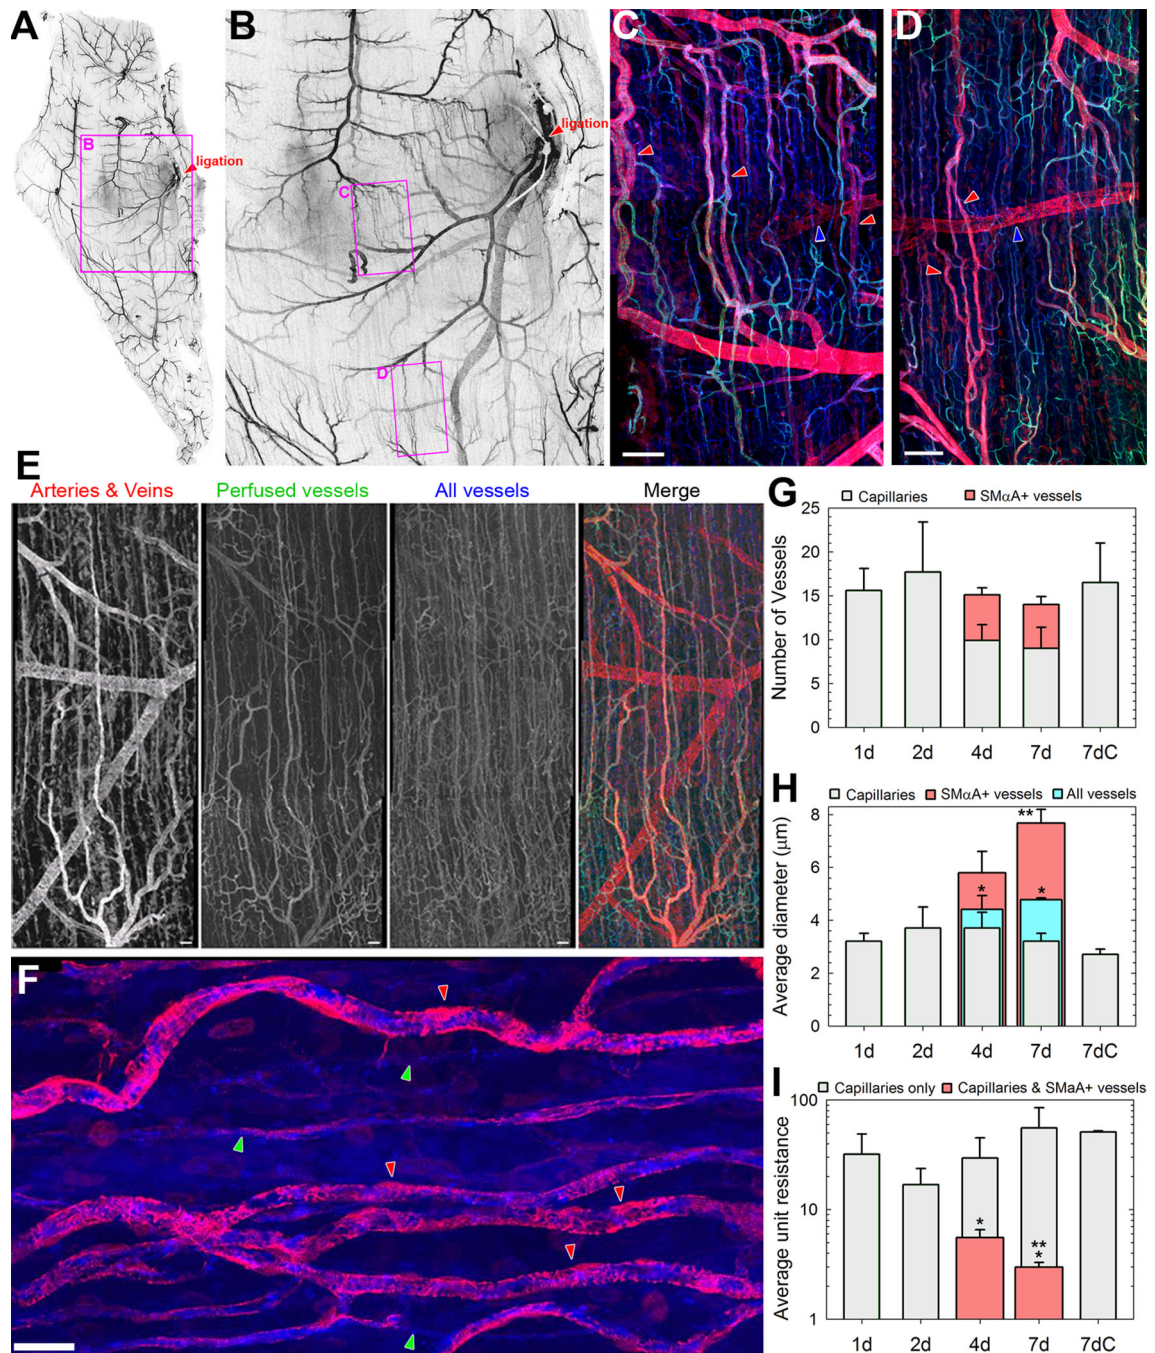 A
B
ligation
B
ligation
C
D
C
D
E
Arteries & Veins
Perfused vessels
All vessels
Merge
F
G
Capillaries
SMαA+ vessels
Number of Vessels
25
20
15
10
5
0
1d 2d 4d 7d 7dC
H
Capillaries
SMαA+ vessels
All vessels
Average diameter (μm)
8
6
4
2
0
*
**
*
1d 2d 4d 7d 7dC
I
Capillaries only
Capillaries & SMaA+ vessels
Average unit resistance
100
10
1
*
**
*
1d 2d 4d 7d 7dC